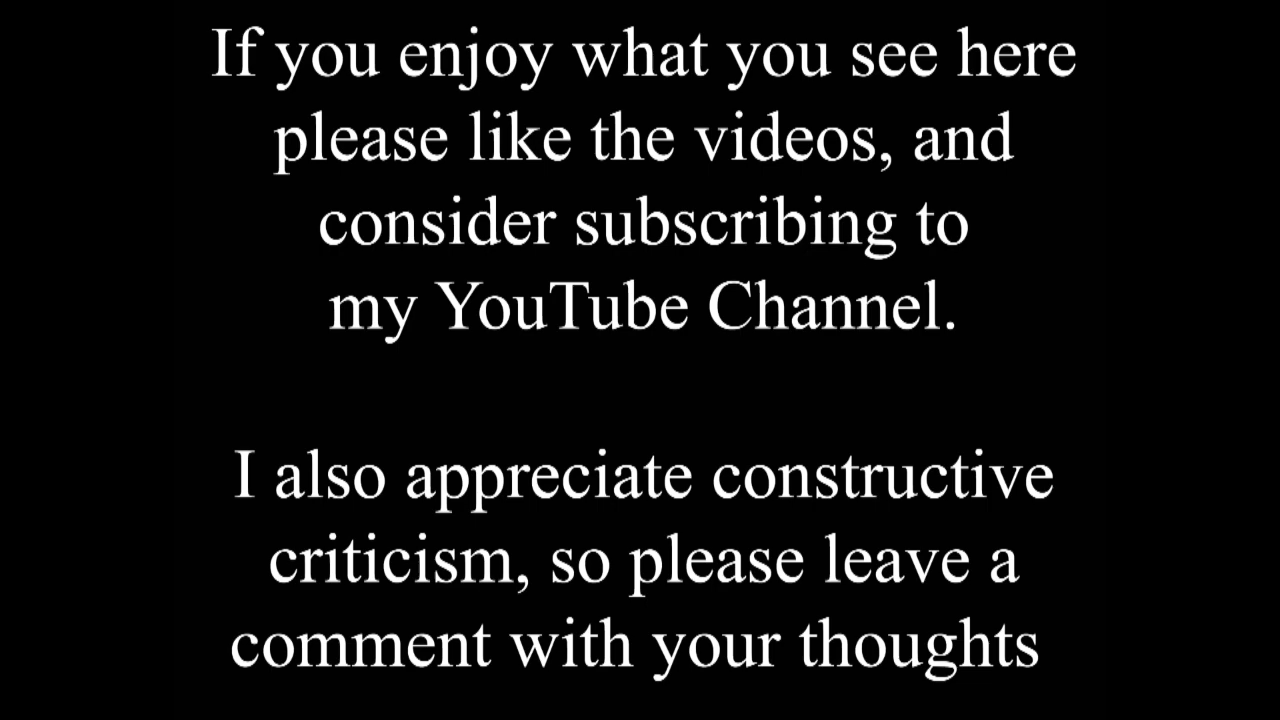 If you enjoy what you see here
please like the videos, and
consider subscribing to
my YouTube Channel.
I also appreciate constructive
criticism, so please leave a
comment with your thoughts